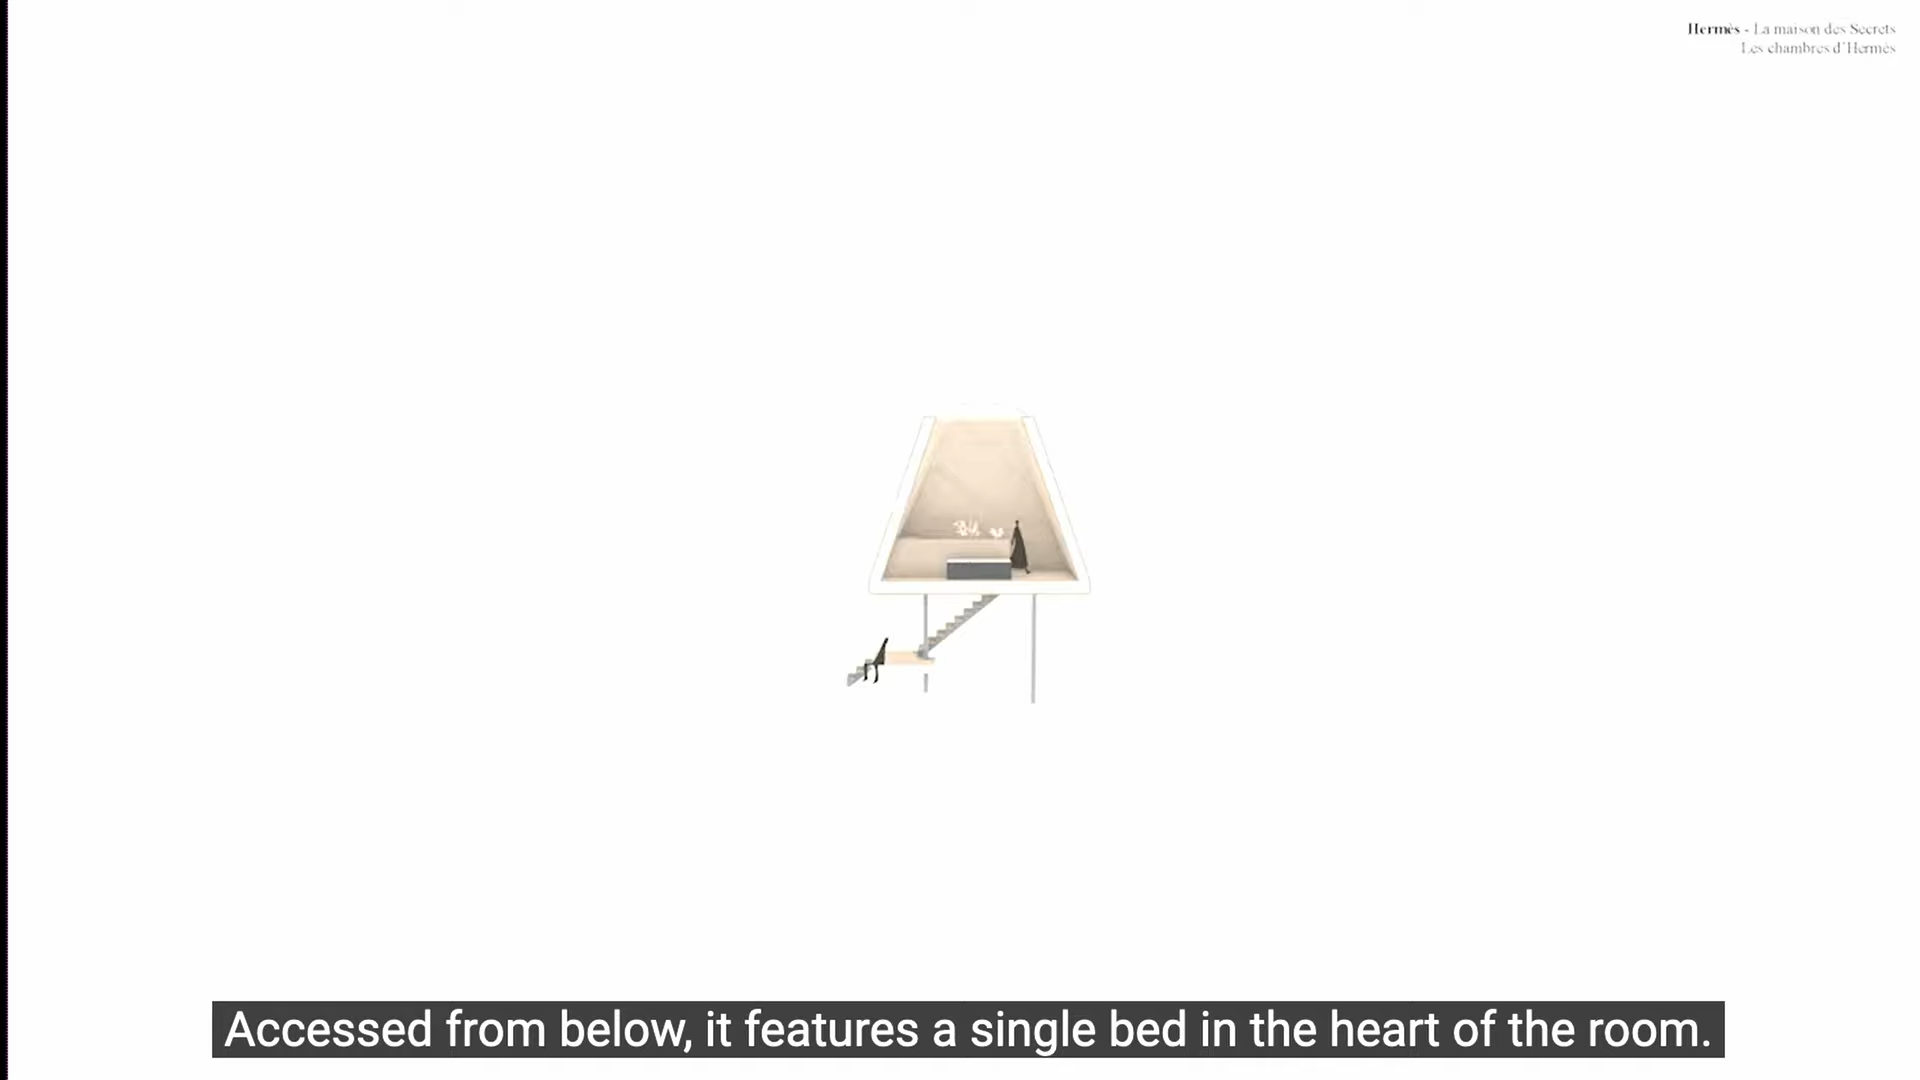 Hermès - La maison des Secrets
Les chambres d'Hermès
Accessed from below, it features a single bed in the heart of the room.